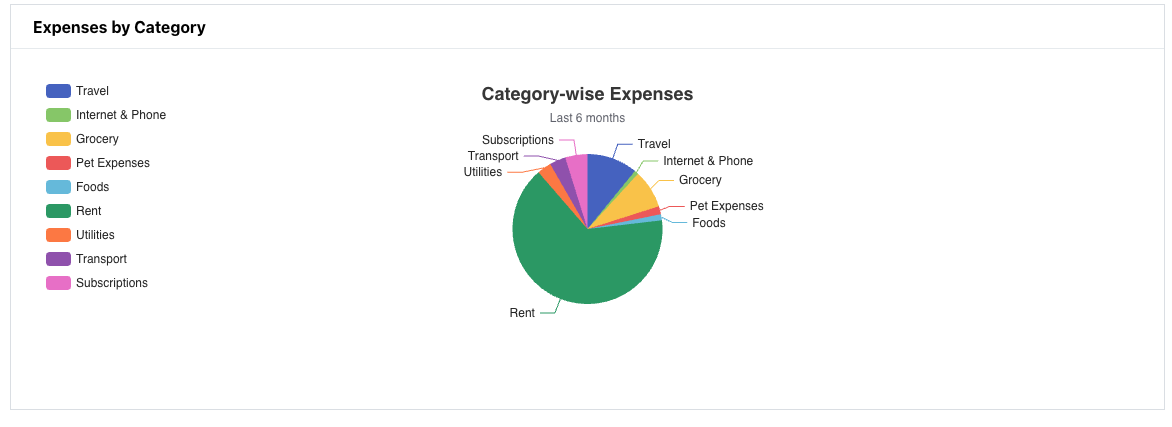 Expenses by Category
Travel
Internet & Phone
Grocery
Pet Expenses
Foods
Rent
Utilities
Transport
Subscriptions
Category-wise Expenses
Last 6 months
Subscriptions
Travel
Transport
Internet & Phone
Utilities
Grocery
Pet Expenses
Foods
Rent